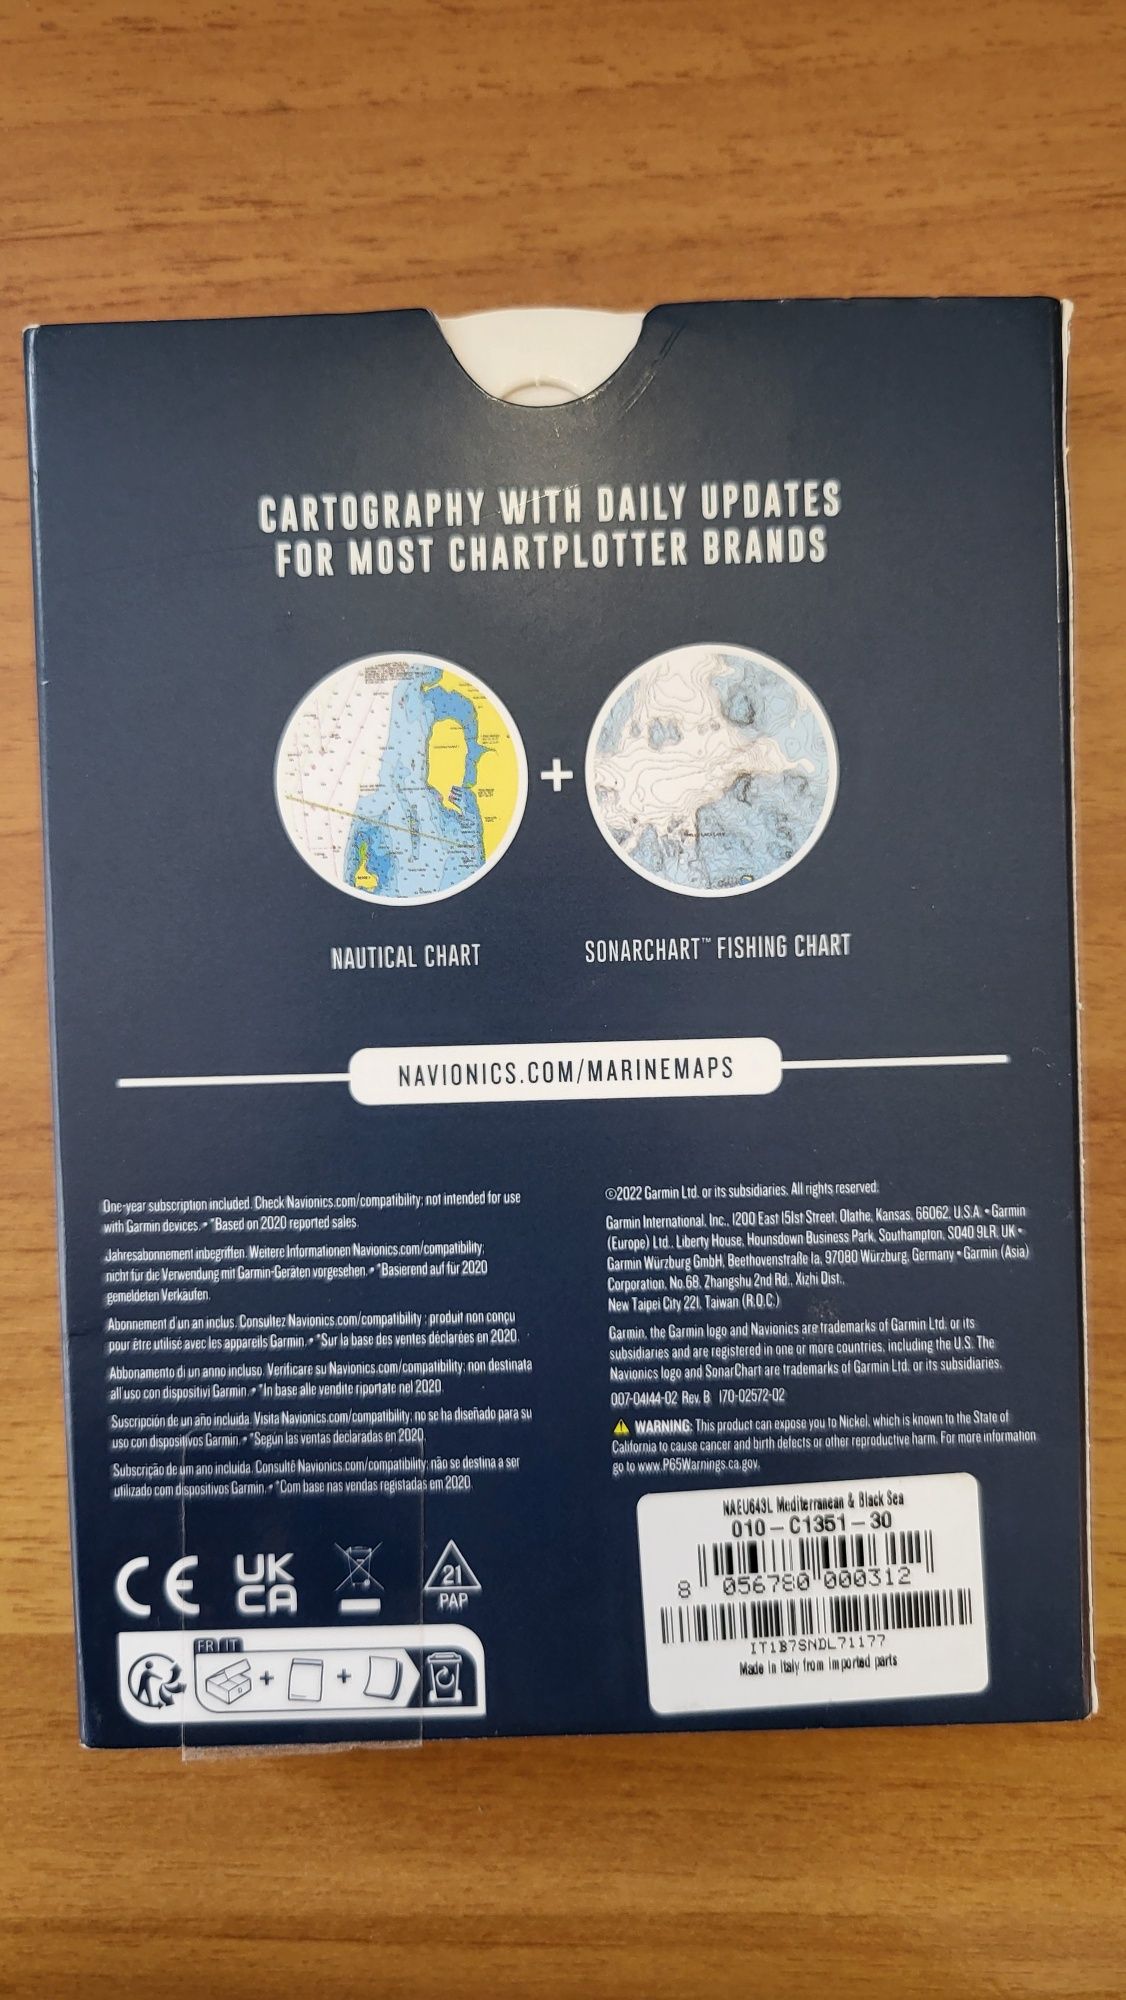 CARTOGRAPHY WITH DAILY UPDATES
FOR MOST CHARTPLOTTER BRANDS
NAUTICAL CHART
SONARCHART™ FISHING CHART
NAVIONICS.COM/MARINEMAPS
One-year subscription included. Check Navionics.com/compatibility; not intended for use
with Garmin devices. • *Based on 2020 reported sales.
Jahresabonnement inbegriffen. Weitere Informationen Navionics.com/compatibility;
nicht für die Verwendung mit Garmin-Geräten vorgesehen. • *Basierend auf für 2020
gemeldeten Verkäufen.
Abonnement d'un an inclus. Consultez Navionics.com/compatibility ; produit non conçu
pour être utilisé avec les appareils Garmin. • *Sur la base des ventes déclarées en 2020.
Abbonamento di un anno incluso. Verificare su Navionics.com/compatibility; non destinata
all'uso con dispositivi Garmin. • *In base alle vendite riportate nel 2020.
Suscripción de un año incluida. Visita Navionics.com/compatibility; no se ha diseñado para su
uso con dispositivos Garmin. • *Según las ventas declaradas en 2020.
Subscrição de um ano incluída. Consulte Navionics.com/compatibility; não se destina a ser
utilizado com dispositivos Garmin. • *Com base nas vendas registadas em 2020.
©2022 Garmin Ltd. or its subsidiaries. All rights reserved.
Garmin International, Inc., 1200 East 151st Street, Olathe, Kansas, 66062, U.S.A. • Garmin
(Europe) Ltd., Liberty House, Hounsdown Business Park, Southampton, SO40 9LR, UK •
Garmin Würzburg GmbH, Beethovenstraße 1a, 97080 Würzburg, Germany • Garmin (Asia)
Corporation, No.68, Zhangshu 2nd Rd., Xizhi Dist.,
New Taipei City 221, Taiwan (R.O.C.)
Garmin, the Garmin logo and Navionics are trademarks of Garmin Ltd. or its
subsidiaries and are registered in one or more countries, including the U.S. The
Navionics logo and SonarChart are trademarks of Garmin Ltd. or its subsidiaries.
007-04144-02 Rev. B 170-02572-02
WARNING: This product can expose you to Nickel, which is known to the State of
California to cause cancer and birth defects or other reproductive harm. For more information
go to www.P65Warnings.ca.gov.
CE
UK
CA
21
PAP
FR IT
NAEU643L Mediterranean & Black Sea
010-C1351-30
8 056780 000312
IT1B7SNDL71177
Made in Italy from imported parts